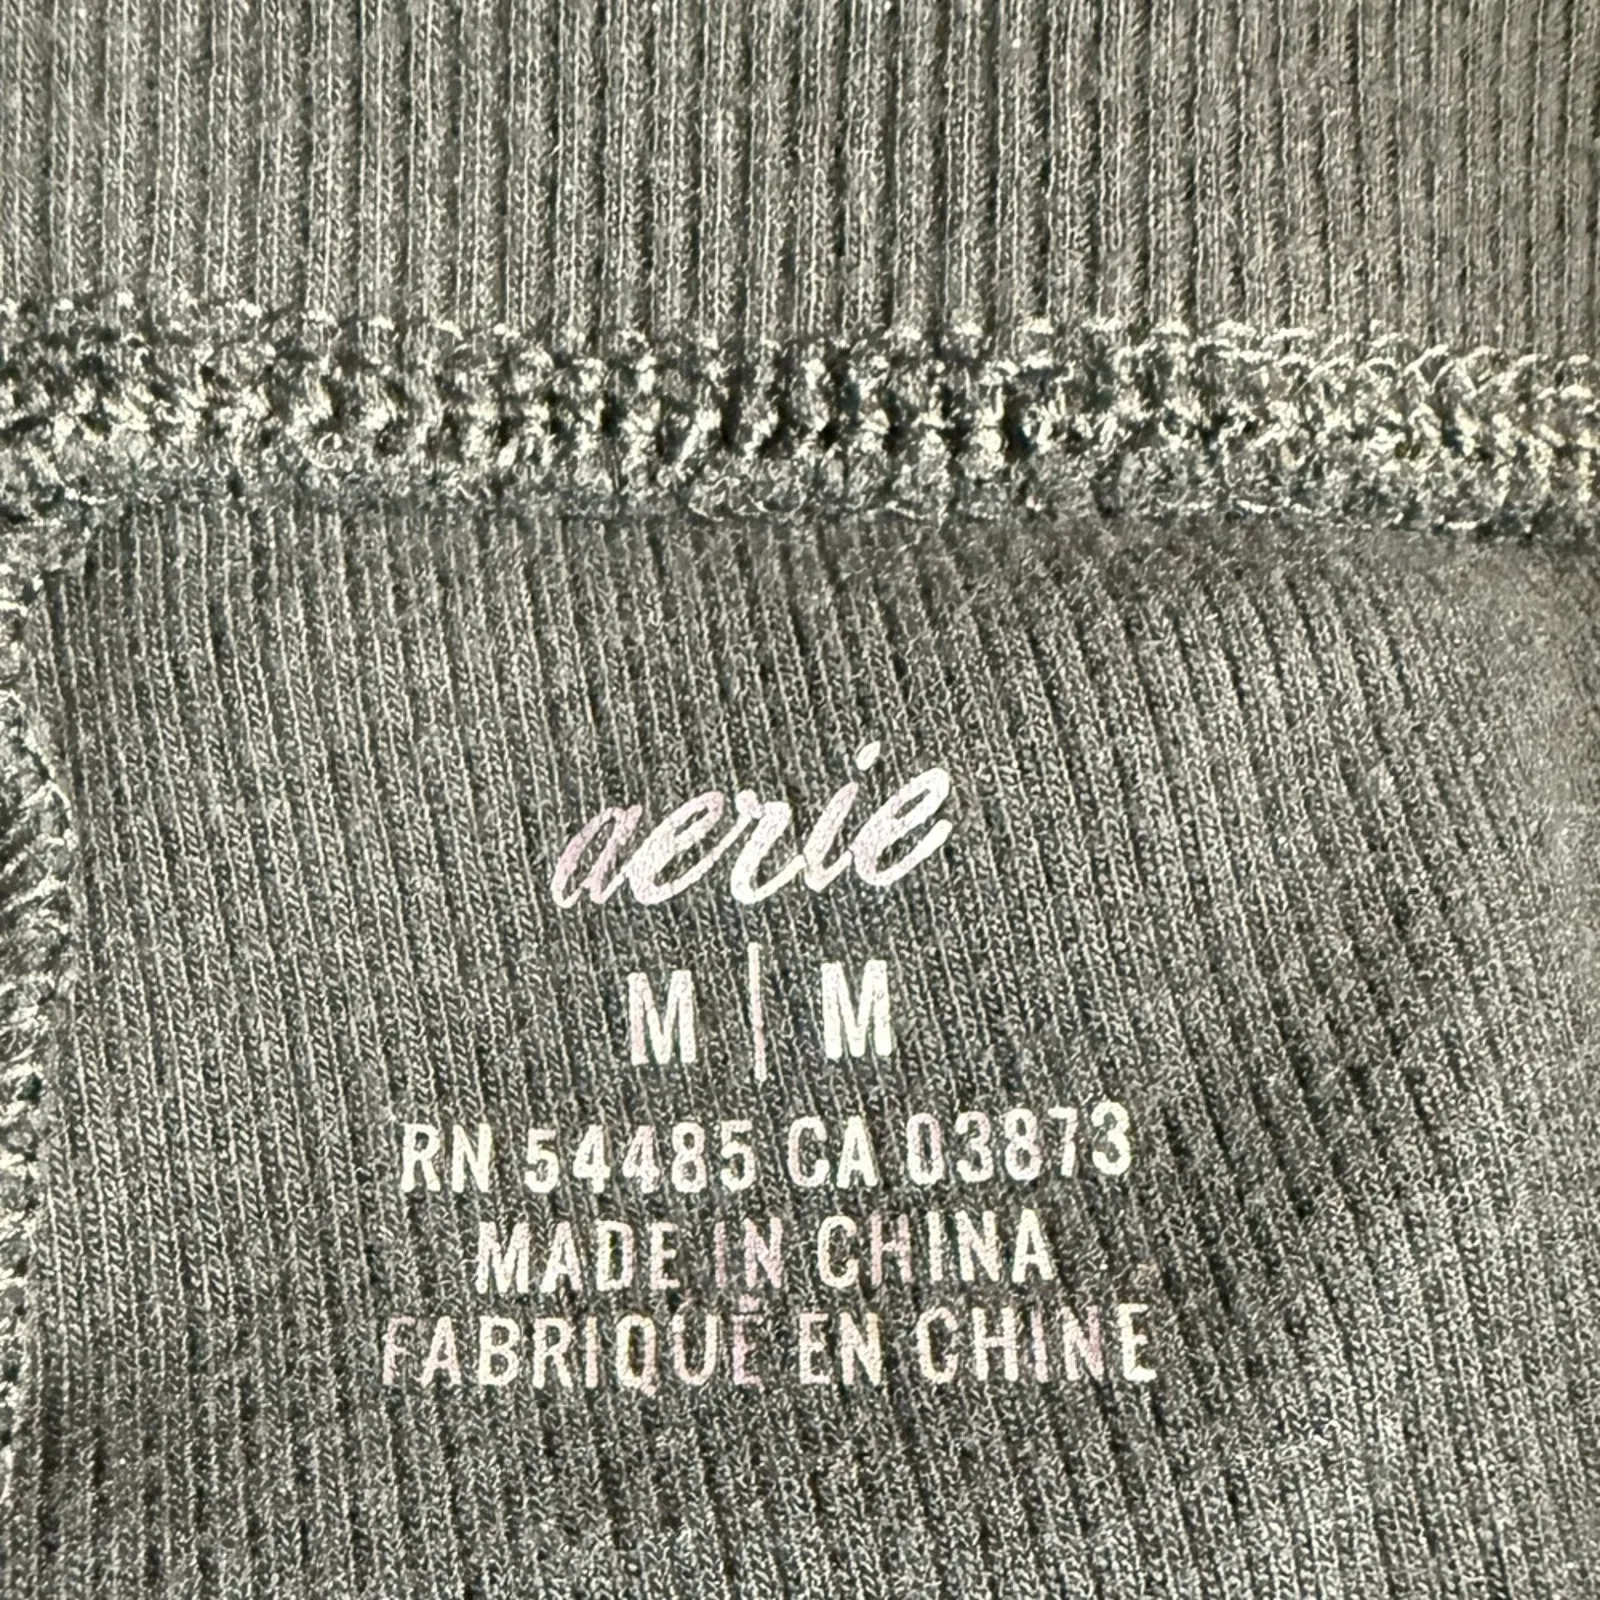 aerie
M | M
RN 54485 CA 03873
MADE IN CHINA
FABRIQUÉ EN CHINE